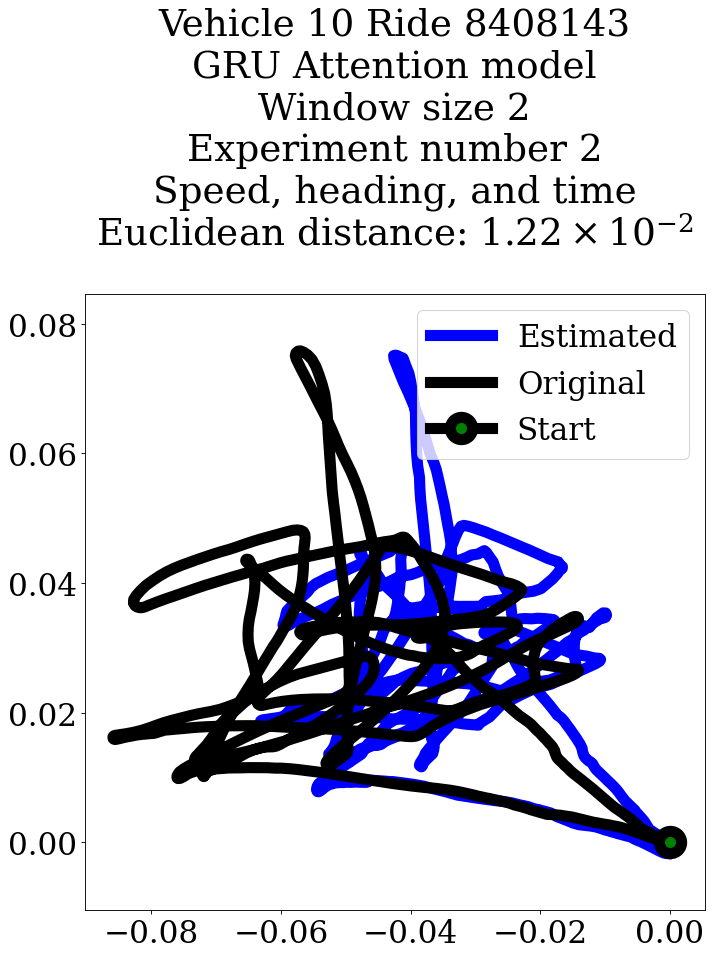 Vehicle 10 Ride 8408143
GRU Attention model
Window size 2
Experiment number 2
Speed, heading, and time
Euclidean distance: 1.22 × 10⁻²
Estimated
Original
Start
0.08
0.06
0.04
0.02
0.00
−0.08 −0.06 −0.04 −0.02 0.00